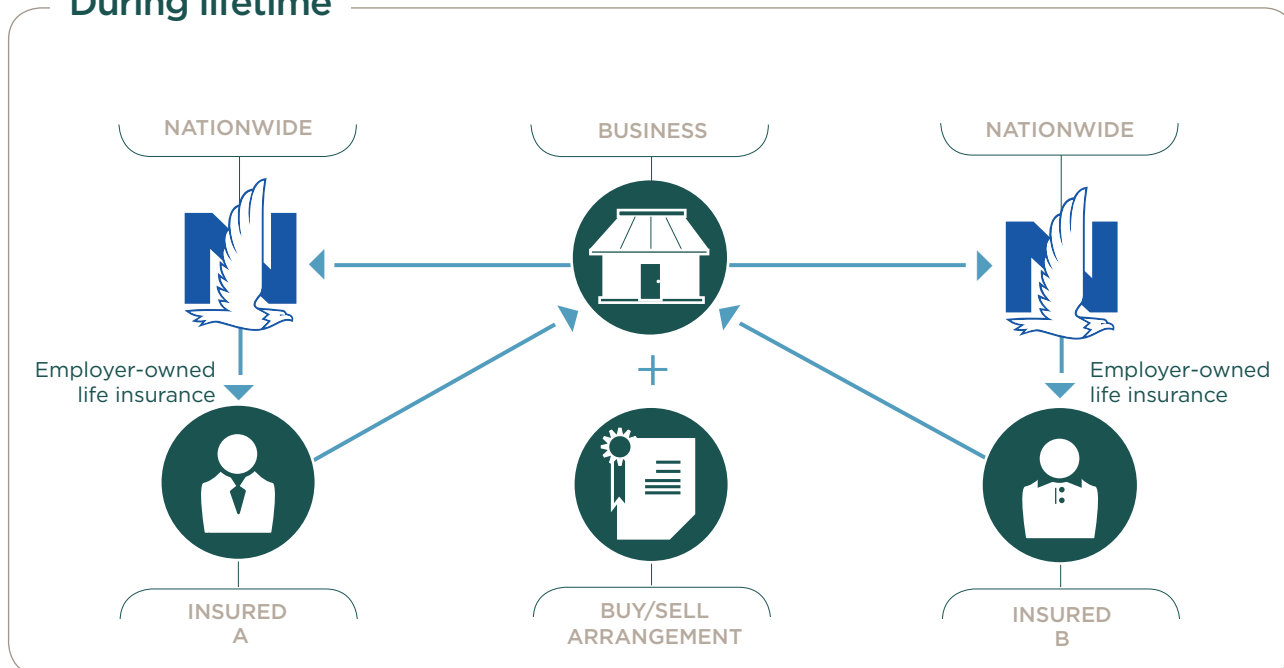 During lifetime
NATIONWIDE
BUSINESS
NATIONWIDE
Employer-owned
life insurance
Employer-owned
life insurance
INSURED
A
BUY/SELL
ARRANGEMENT
INSURED
B